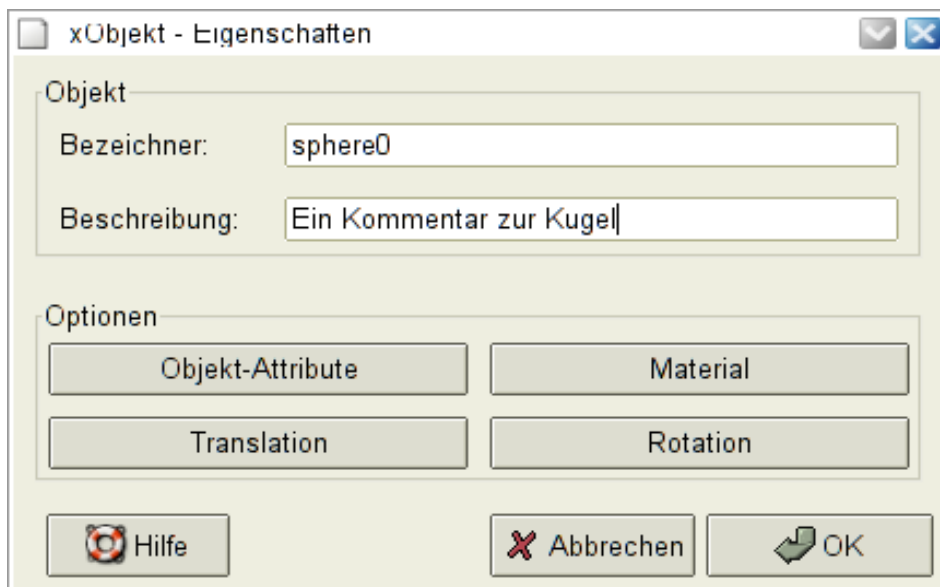 xObjekt - Eigenschaften
Objekt
Bezeichner: sphere0
Beschreibung: Ein Kommentar zur Kugel
Optionen
Objekt-Attribute Material
Translation Rotation
Hilfe Abbrechen OK